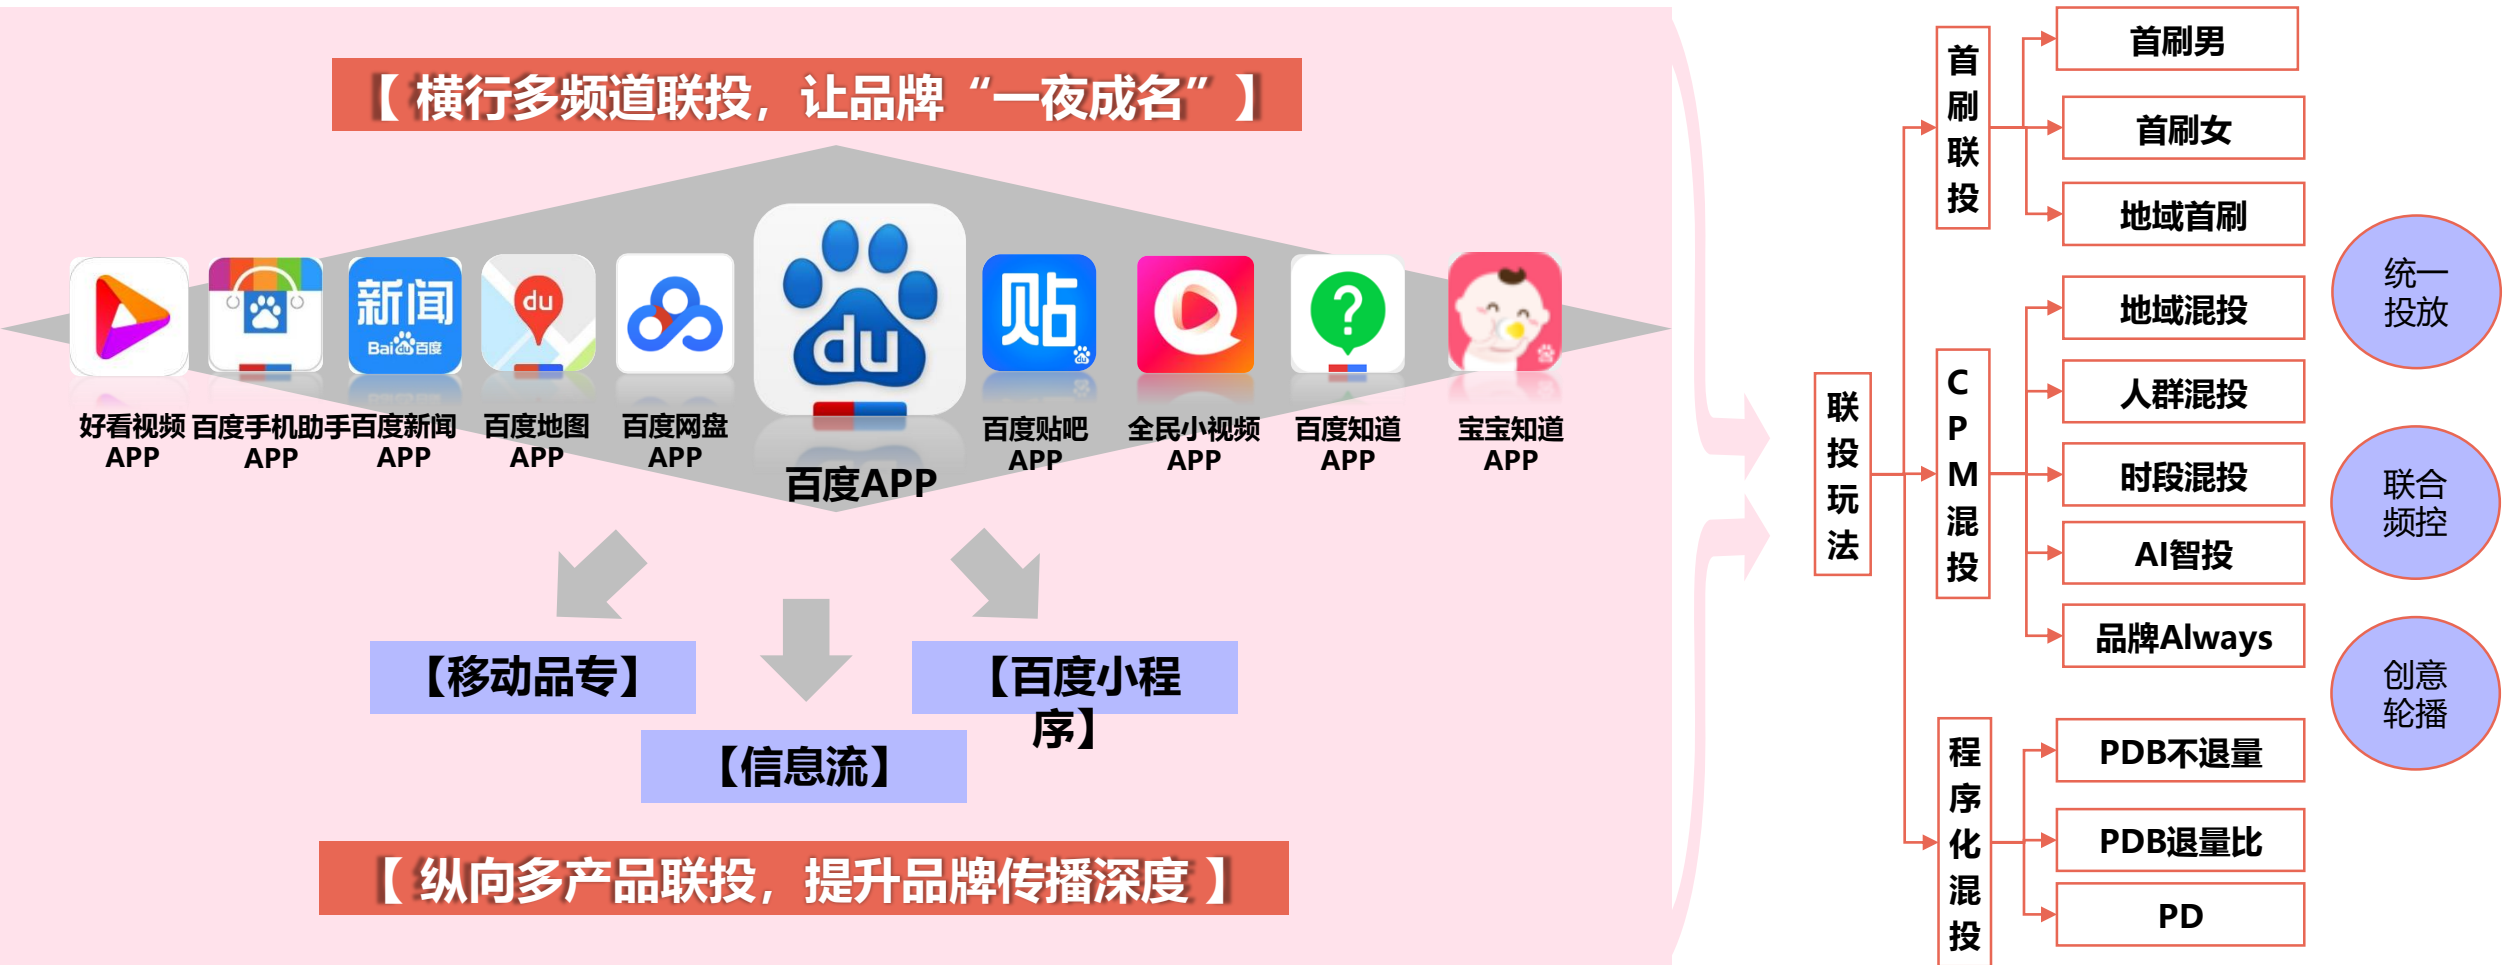 【 横行多频道联投，让品牌“一夜成名”】
新闻
Bai du 百度
du
du
贴
du
?
好看视频
APP
百度手机助手
APP
百度新闻
APP
百度地图
APP
百度网盘
APP
百度APP
百度贴吧
APP
全民小视频
APP
百度知道
APP
宝宝知道
APP
【移动品专】
【信息流】
【百度小程
序】
【 纵向多产品联投，提升品牌传播深度 】
联投玩法
首刷联投
首刷男
首刷女
地域首刷
CPM混投
地域混投
人群混投
时段混投
AI智投
品牌Always
程序化混投
PDB不退量
PDB退量比
PD
统一
投放
联合
频控
创意
轮播